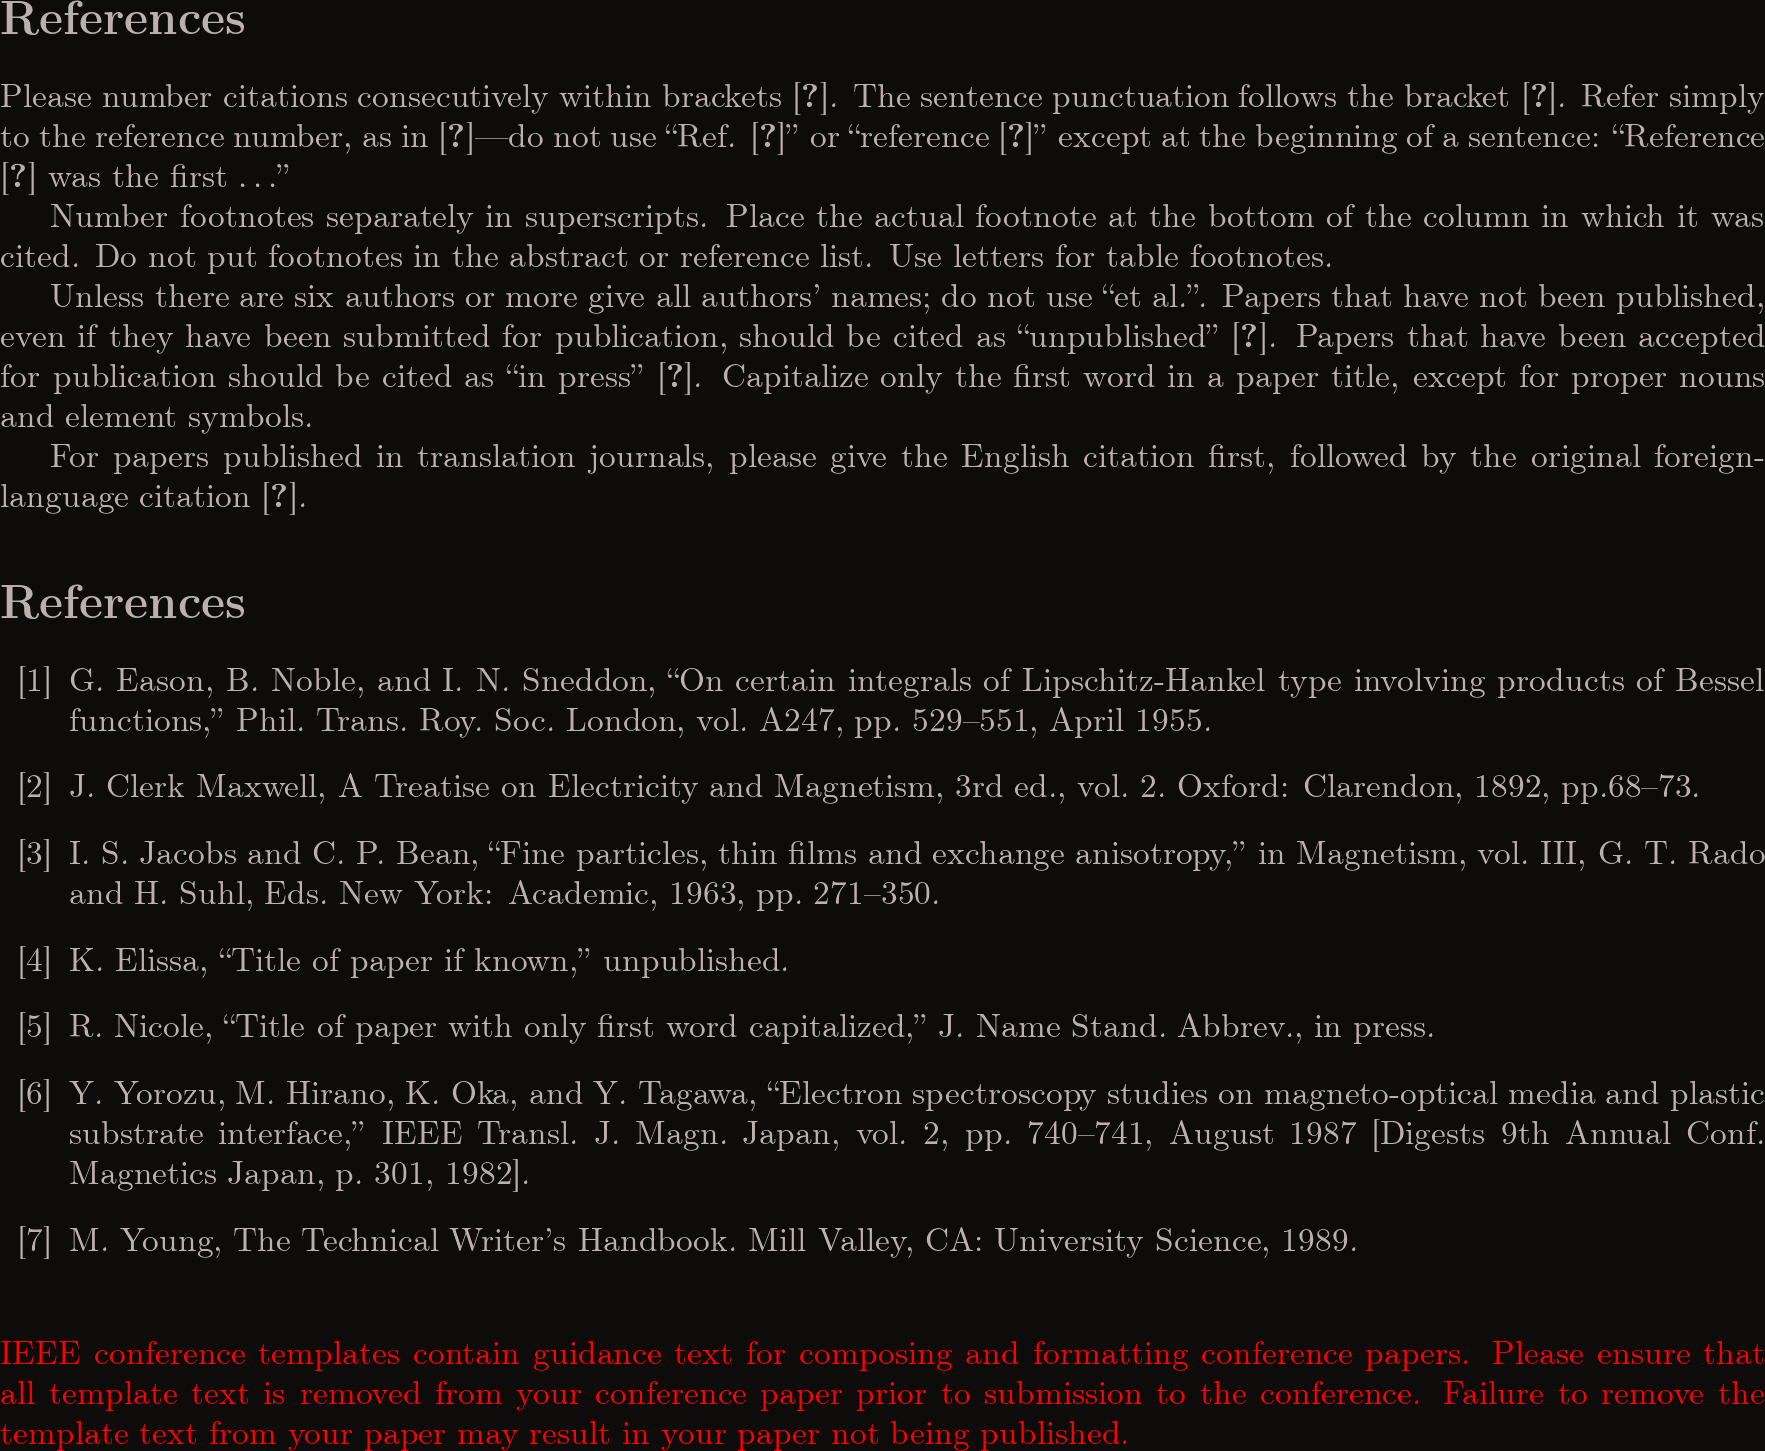 References
Please number citations consecutively within brackets [?]. The sentence punctuation follows the bracket [?]. Refer simply
to the reference number, as in [?]—do not use “Ref. [?]” or “reference [?]” except at the beginning of a sentence: “Reference
[?] was the first …”
Number footnotes separately in superscripts. Place the actual footnote at the bottom of the column in which it was
cited. Do not put footnotes in the abstract or reference list. Use letters for table footnotes.
Unless there are six authors or more give all authors’ names; do not use “et al.”. Papers that have not been published,
even if they have been submitted for publication, should be cited as “unpublished” [?]. Papers that have been accepted
for publication should be cited as “in press” [?]. Capitalize only the first word in a paper title, except for proper nouns
and element symbols.
For papers published in translation journals, please give the English citation first, followed by the original foreign-
language citation [?].
References
[1] G. Eason, B. Noble, and I. N. Sneddon, “On certain integrals of Lipschitz-Hankel type involving products of Bessel
functions,” Phil. Trans. Roy. Soc. London, vol. A247, pp. 529–551, April 1955.
[2] J. Clerk Maxwell, A Treatise on Electricity and Magnetism, 3rd ed., vol. 2. Oxford: Clarendon, 1892, pp.68–73.
[3] I. S. Jacobs and C. P. Bean, “Fine particles, thin films and exchange anisotropy,” in Magnetism, vol. III, G. T. Rado
and H. Suhl, Eds. New York: Academic, 1963, pp. 271–350.
[4] K. Elissa, “Title of paper if known,” unpublished.
[5] R. Nicole, “Title of paper with only first word capitalized,” J. Name Stand. Abbrev., in press.
[6] Y. Yorozu, M. Hirano, K. Oka, and Y. Tagawa, “Electron spectroscopy studies on magneto-optical media and plastic
substrate interface,” IEEE Transl. J. Magn. Japan, vol. 2, pp. 740–741, August 1987 [Digests 9th Annual Conf.
Magnetics Japan, p. 301, 1982].
[7] M. Young, The Technical Writer’s Handbook. Mill Valley, CA: University Science, 1989.
IEEE conference templates contain guidance text for composing and formatting conference papers. Please ensure that
all template text is removed from your conference paper prior to submission to the conference. Failure to remove the
template text from your paper may result in your paper not being published.